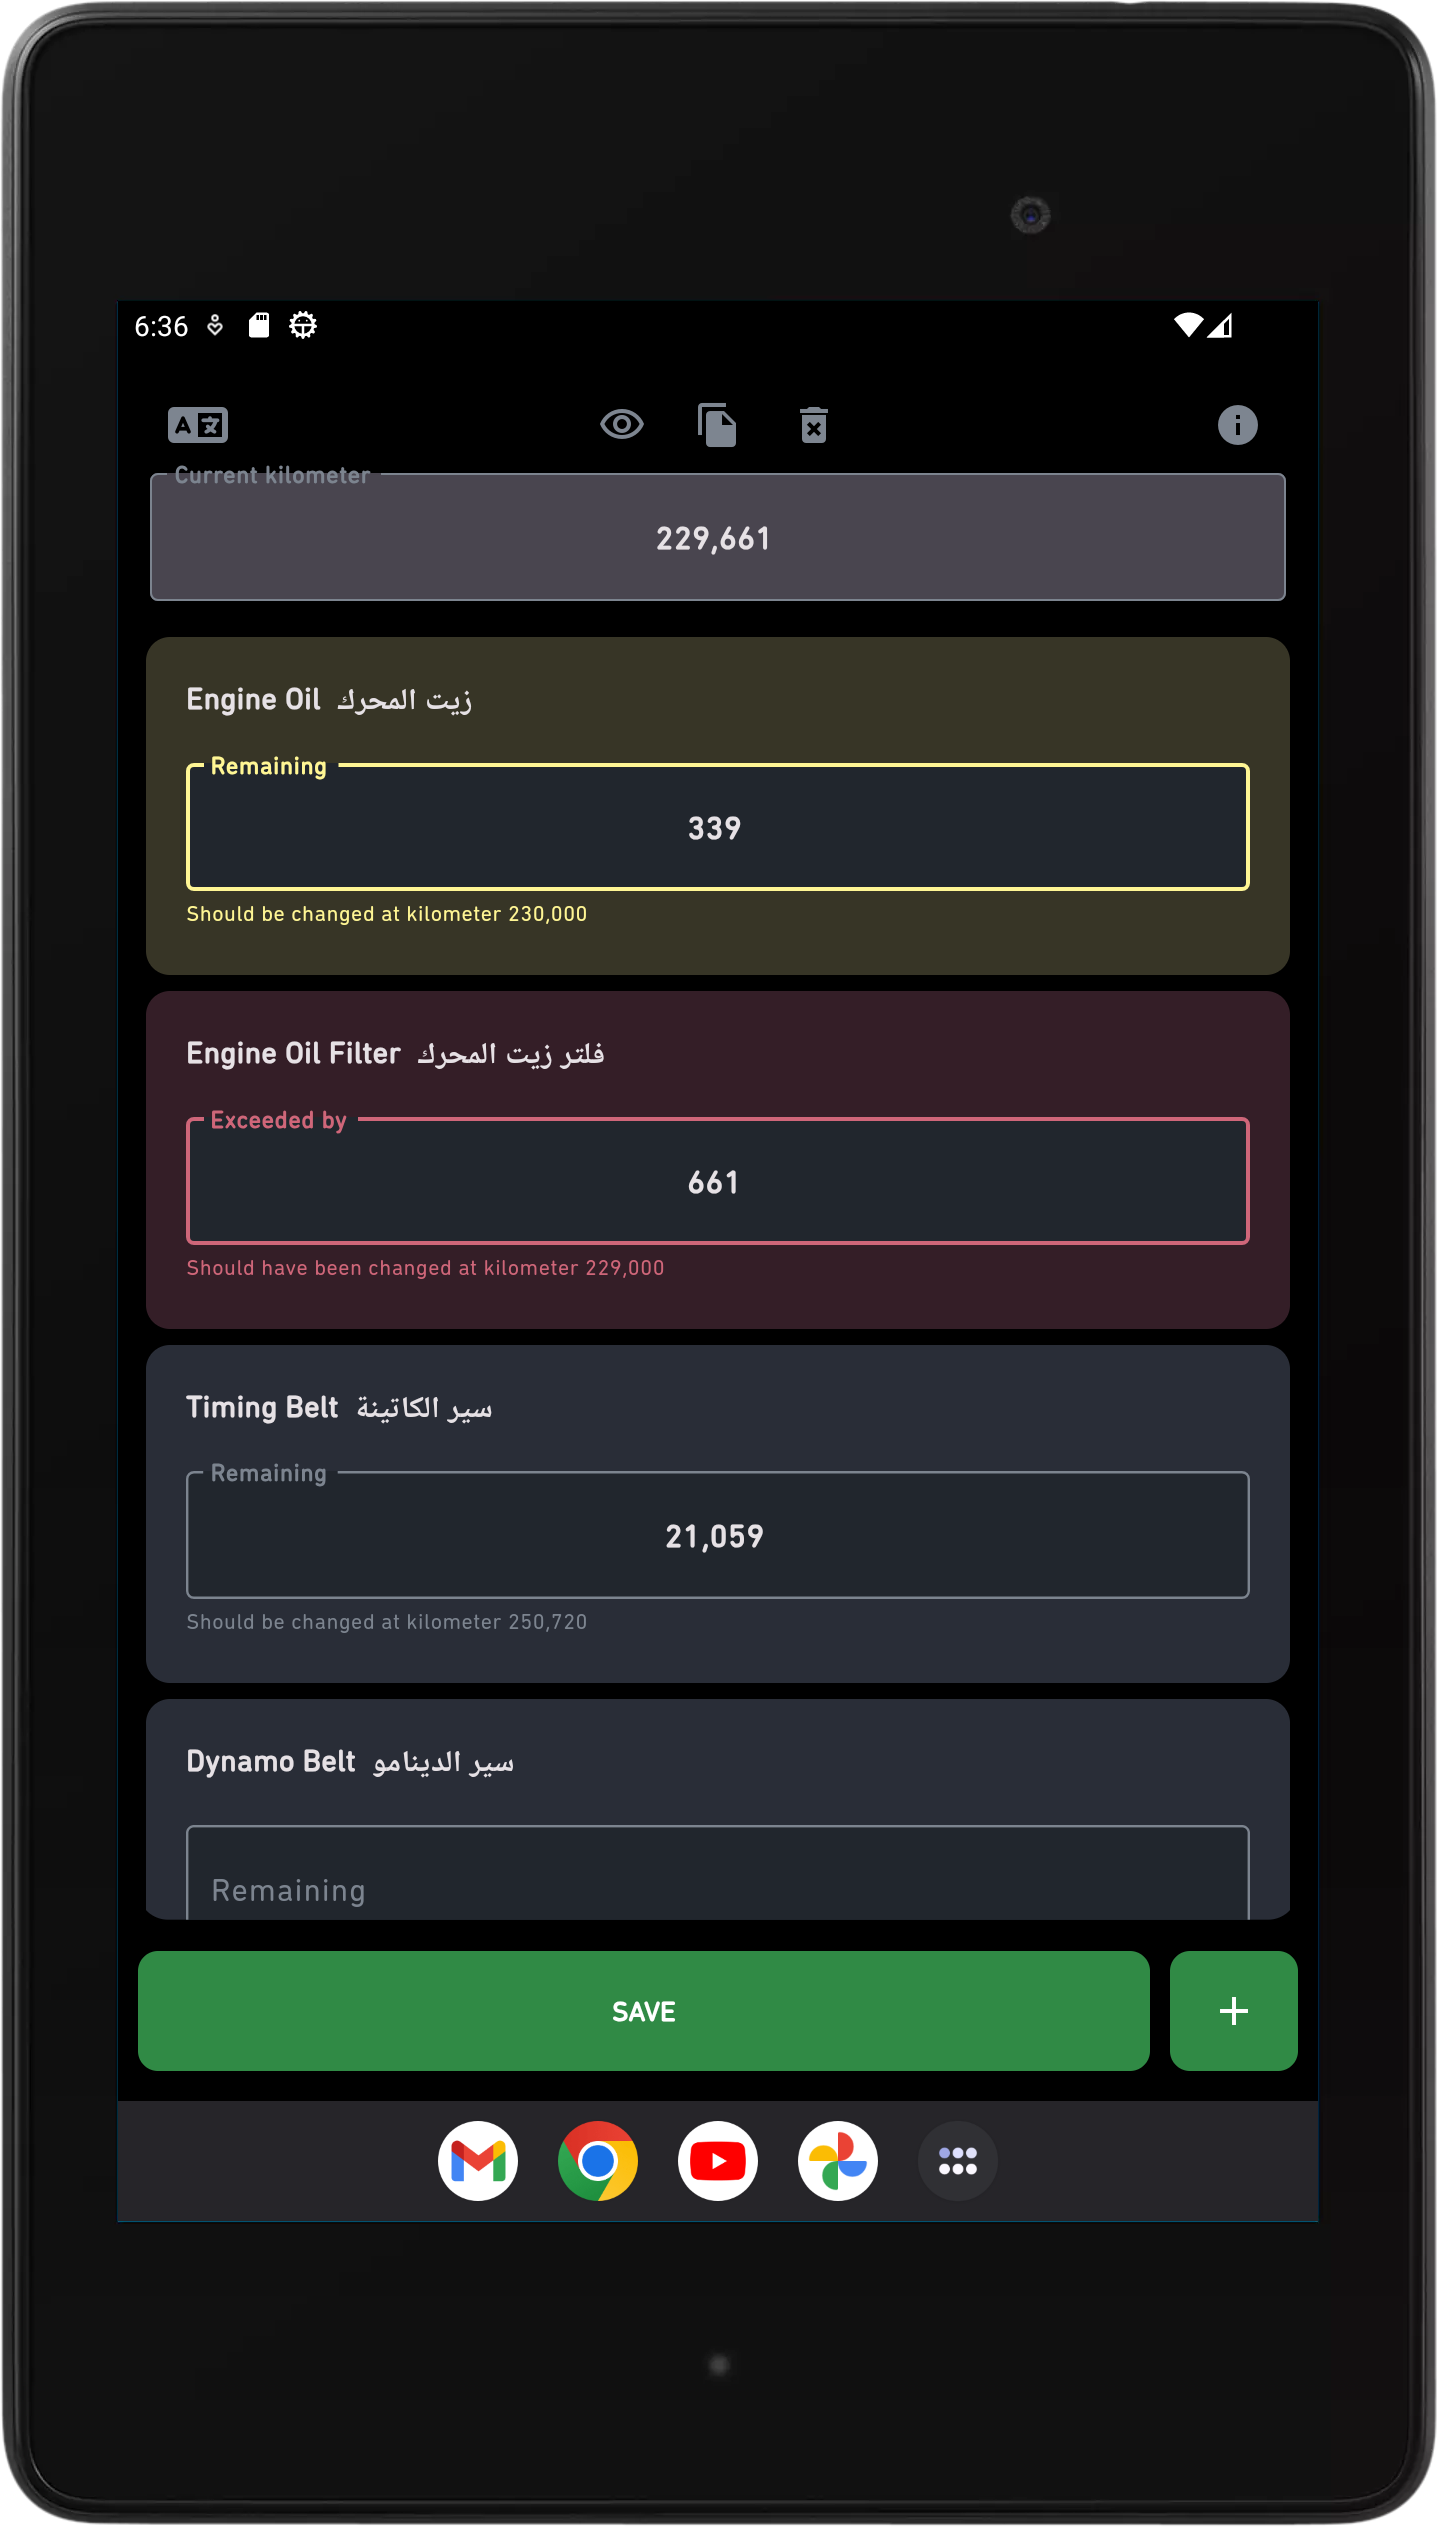 6:36
A
Current kilometer
229,661
Engine Oil زيت المحرك
Remaining
339
Should be changed at kilometer 230,000
Engine Oil Filter فلتر زيت المحرك
Exceeded by
661
Should have been changed at kilometer 229,000
Timing Belt سير الكاتينة
Remaining
21,059
Should be changed at kilometer 250,720
Dynamo Belt سير الدينامو
Remaining
SAVE